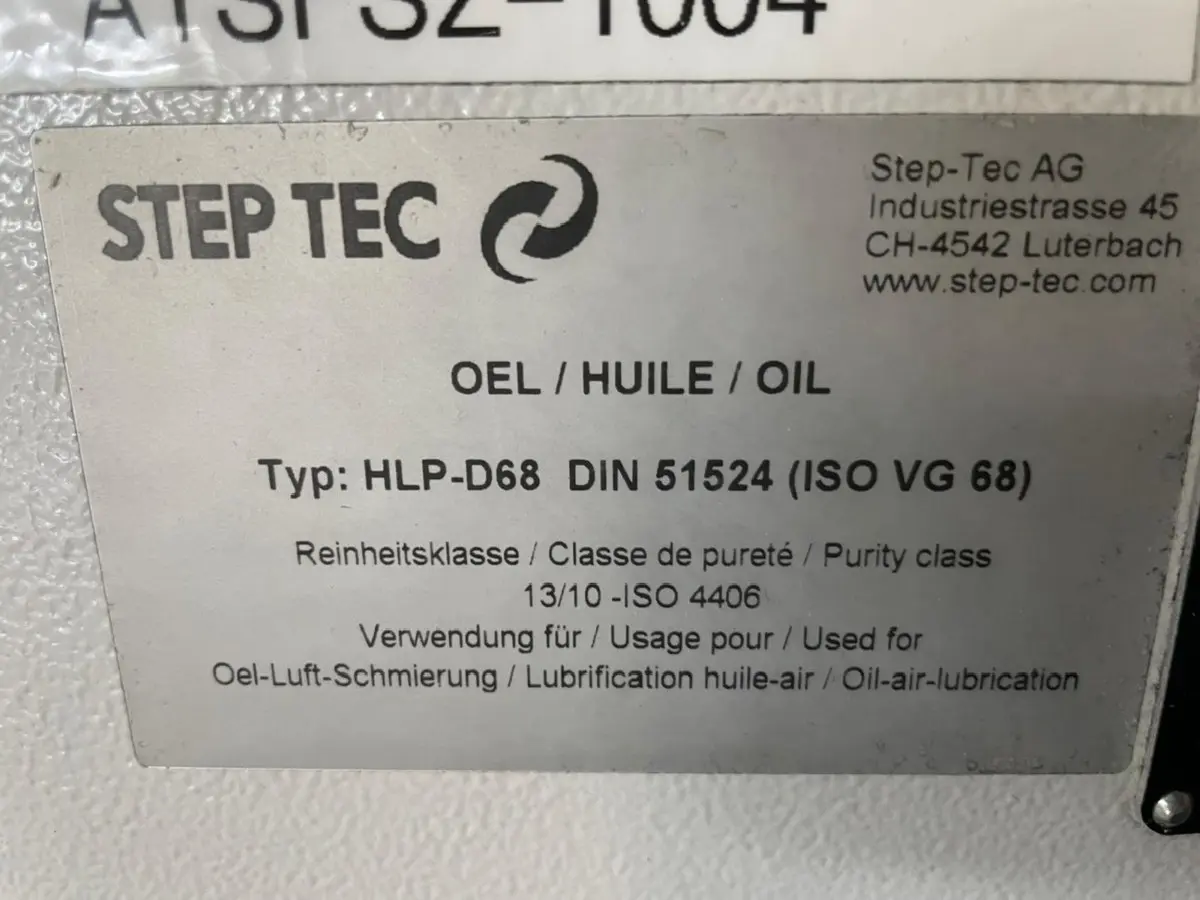 STEP TEC
Step-Tec AG
Industriestrasse 45
CH-4542 Luterbach
www.step-tec.com
OEL / HUILE / OIL
Typ: HLP-D68 DIN 51524 (ISO VG 68)
Reinheitsklasse / Classe de pureté / Purity class
13/10 -ISO 4406
Verwendung für / Usage pour / Used for
Oel-Luft-Schmierung / Lubrification huile-air / Oil-air-lubrication